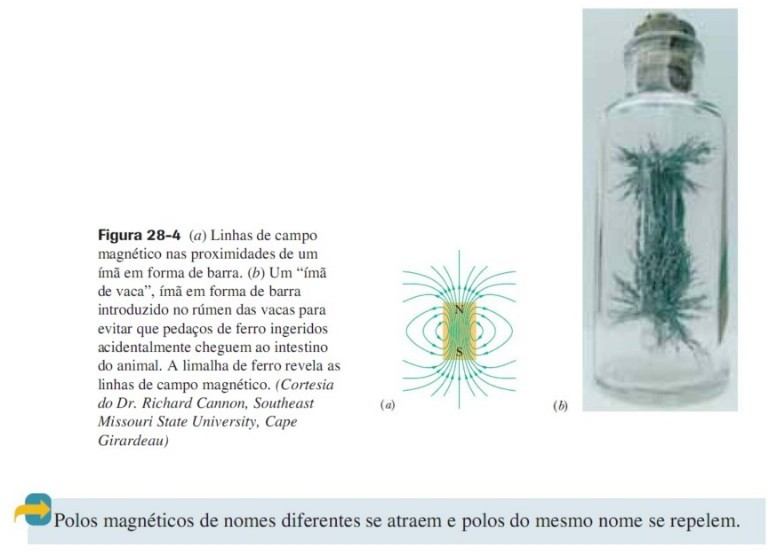 Figura 28-4 (a) Linhas de campo
magnético nas proximidades de um
ímã em forma de barra. (b) Um “ímã
de vaca”, ímã em forma de barra
introduzido no rúmen das vacas para
evitar que pedaços de ferro ingeridos
acidentalmente cheguem ao intestino
do animal. A limalha de ferro revela as
linhas de campo magnético. (Cortesia
do Dr. Richard Cannon, Southeast
Missouri State University, Cape
Girardeau)
N
S
(a)
(b)
Polos magnéticos de nomes diferentes se atraem e polos do mesmo nome se repelem.